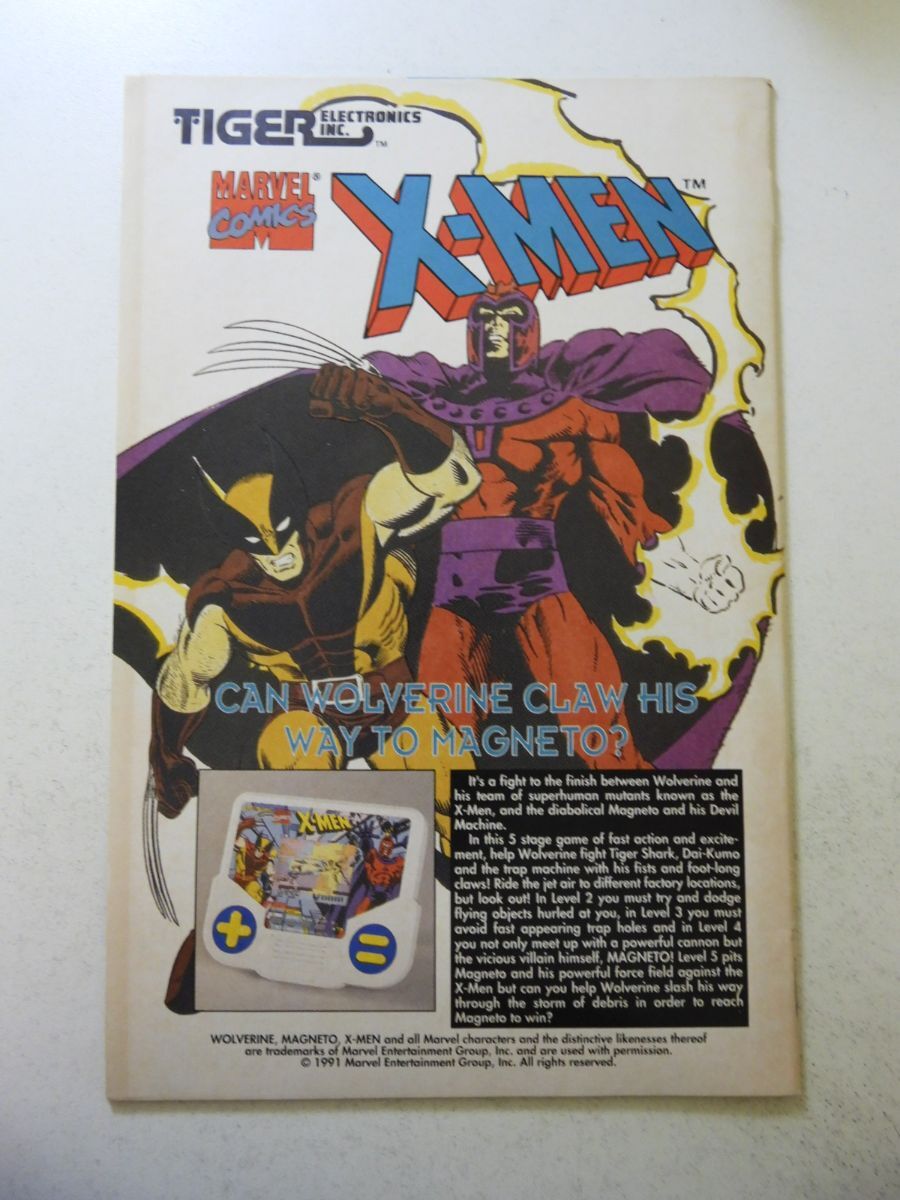 TIGER ELECTRONICS INC.™
MARVEL® COMICS
X-MEN™
CAN WOLVERINE CLAW HIS
WAY TO MAGNETO?
X-MEN
It's a fight to the finish between Wolverine and
his team of superhuman mutants known as the
X-Men, and the diabolical Magneto and his Devil
Machine.
In this 5 stage game of fast action and excite-
ment, help Wolverine fight Tiger Shark, Dai-Kumo
and the trap machine with his fists and foot-long
claws! Ride the jet air to different factory locations,
but look out! In Level 2 you must try and dodge
flying objects hurled at you, in Level 3 you must
avoid fast appearing trap holes and in Level 4
you not only meet up with a powerful cannon but
the vicious villain himself, MAGNETO! Level 5 pits
Magneto and his powerful force field against the
X-Men but can you help Wolverine slash his way
through the storm of debris in order to reach
Magneto to win?
WOLVERINE, MAGNETO, X-MEN and all Marvel characters and the distinctive likenesses thereof
are trademarks of Marvel Entertainment Group, Inc. and are used with permission.
© 1991 Marvel Entertainment Group, Inc. All rights reserved.